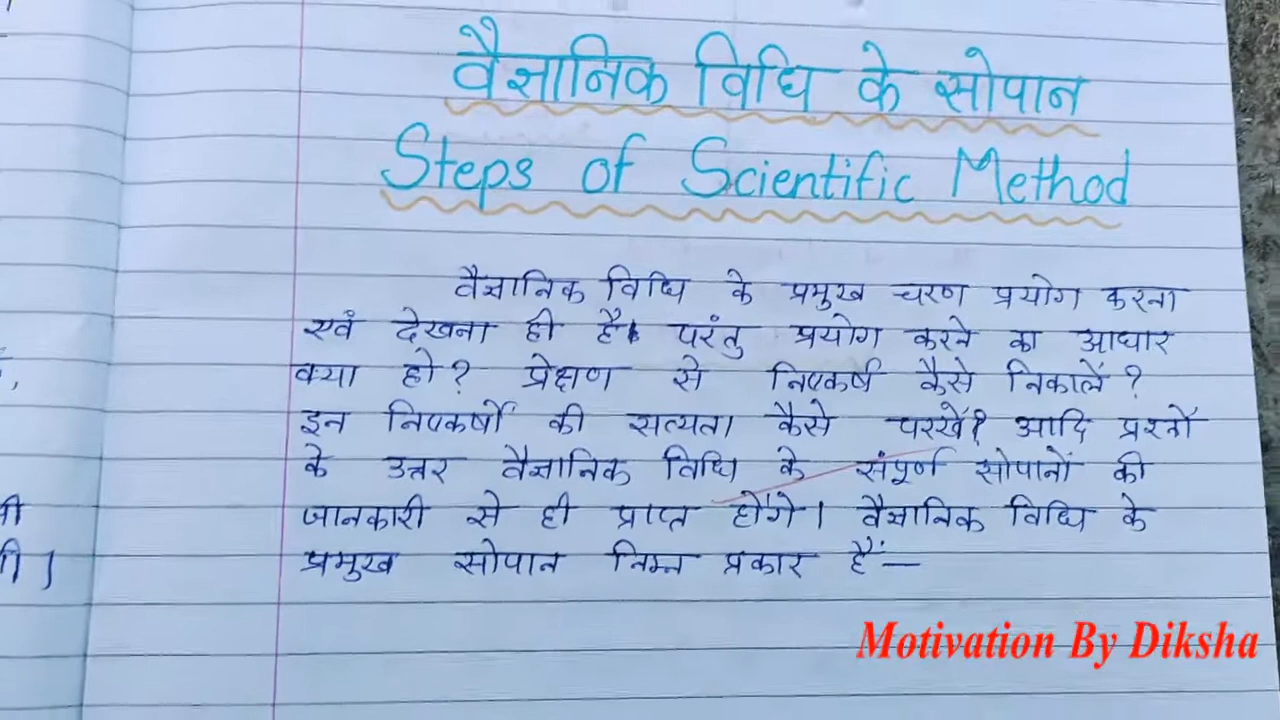 वैज्ञानिक विधि के सोपान
Steps of Scientific Method
वैज्ञानिक विधि के प्रमुख चरण प्रयोग करना
एवं देखना ही है। परंतु प्रयोग करने का आधार
क्या हो? प्रेक्षण से निष्कर्ष कैसे निकालें?
इन निष्कर्षों की सत्यता कैसे परखें? आदि प्रश्नों
के उत्तर वैज्ञानिक विधि के संपूर्ण सोपानों की
जानकारी से ही प्राप्त होंगे। वैज्ञानिक विधि के
प्रमुख सोपान निम्न प्रकार हैं:—
Motivation By Diksha